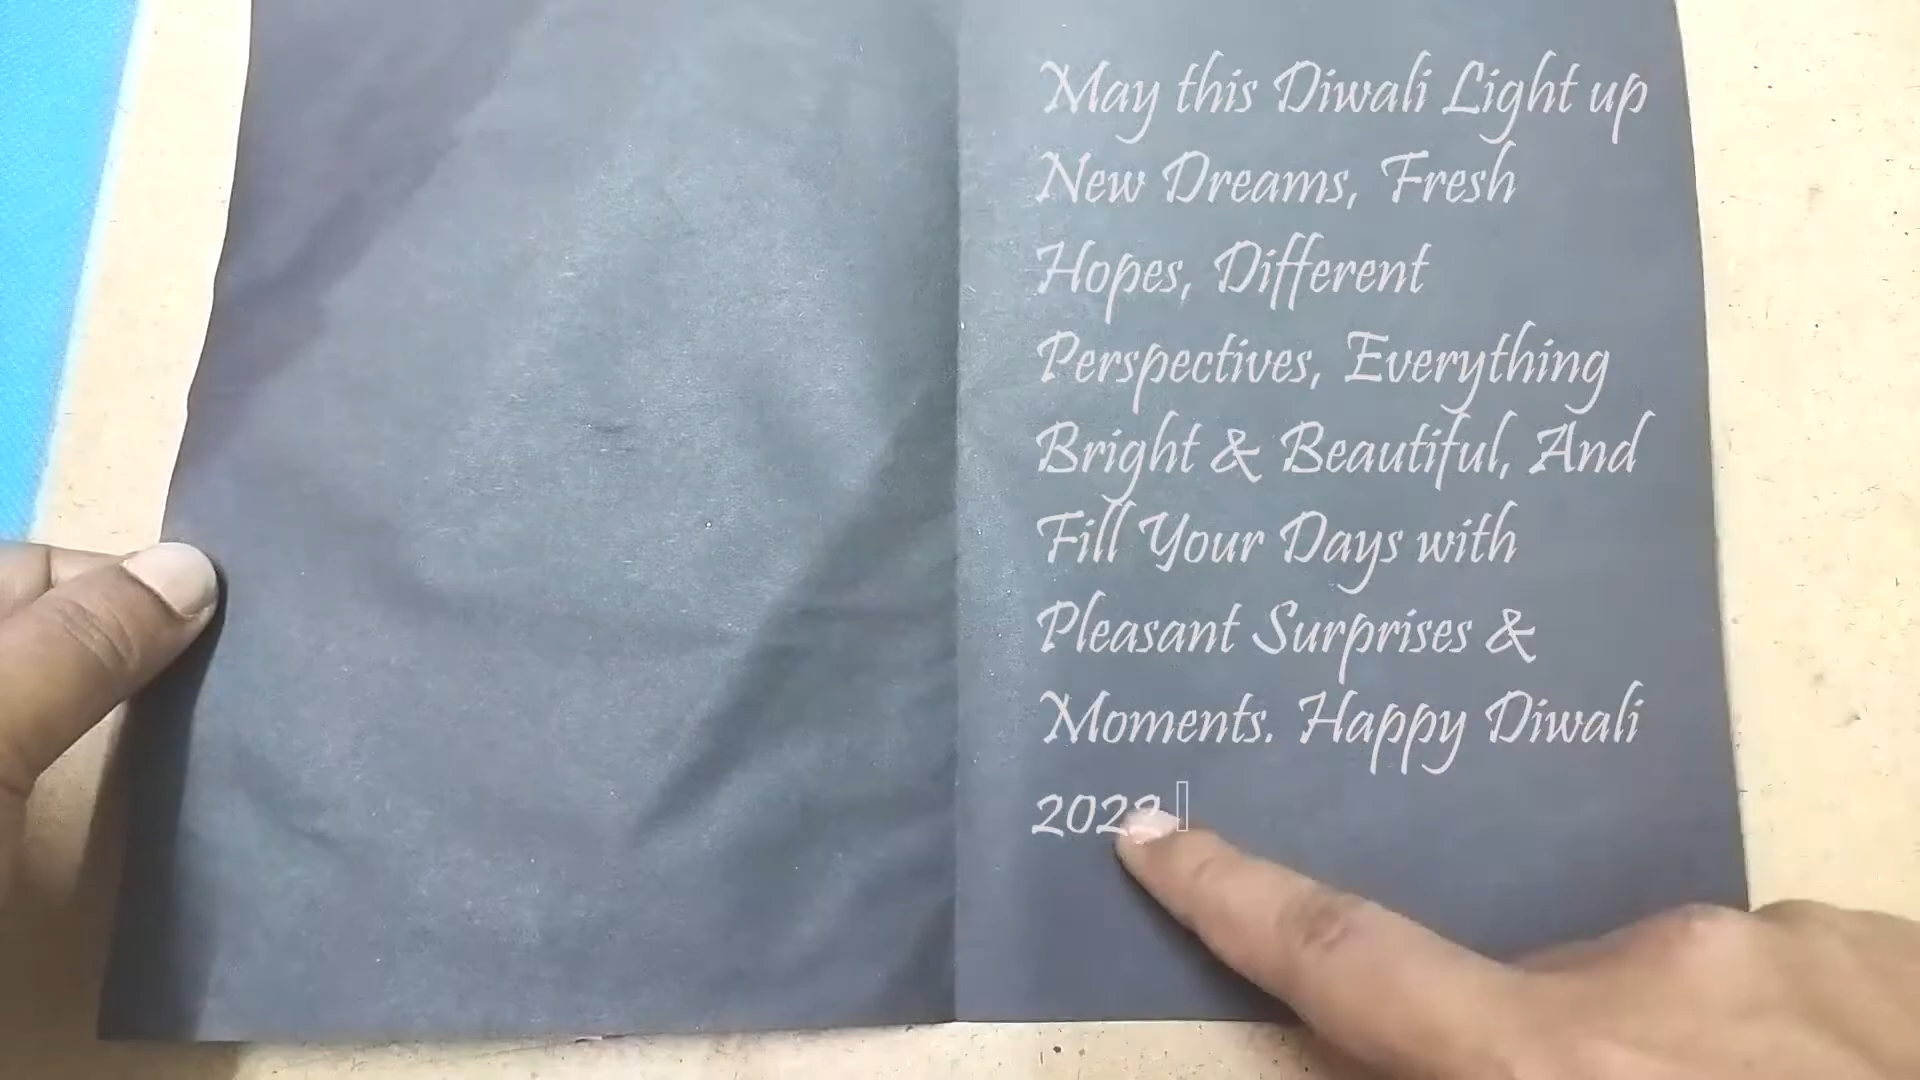 May this Diwali Light up
New Dreams, Fresh
Hopes, Different
Perspectives, Everything
Bright & Beautiful, And
Fill Your Days with
Pleasant Surprises &
Moments. Happy Diwali